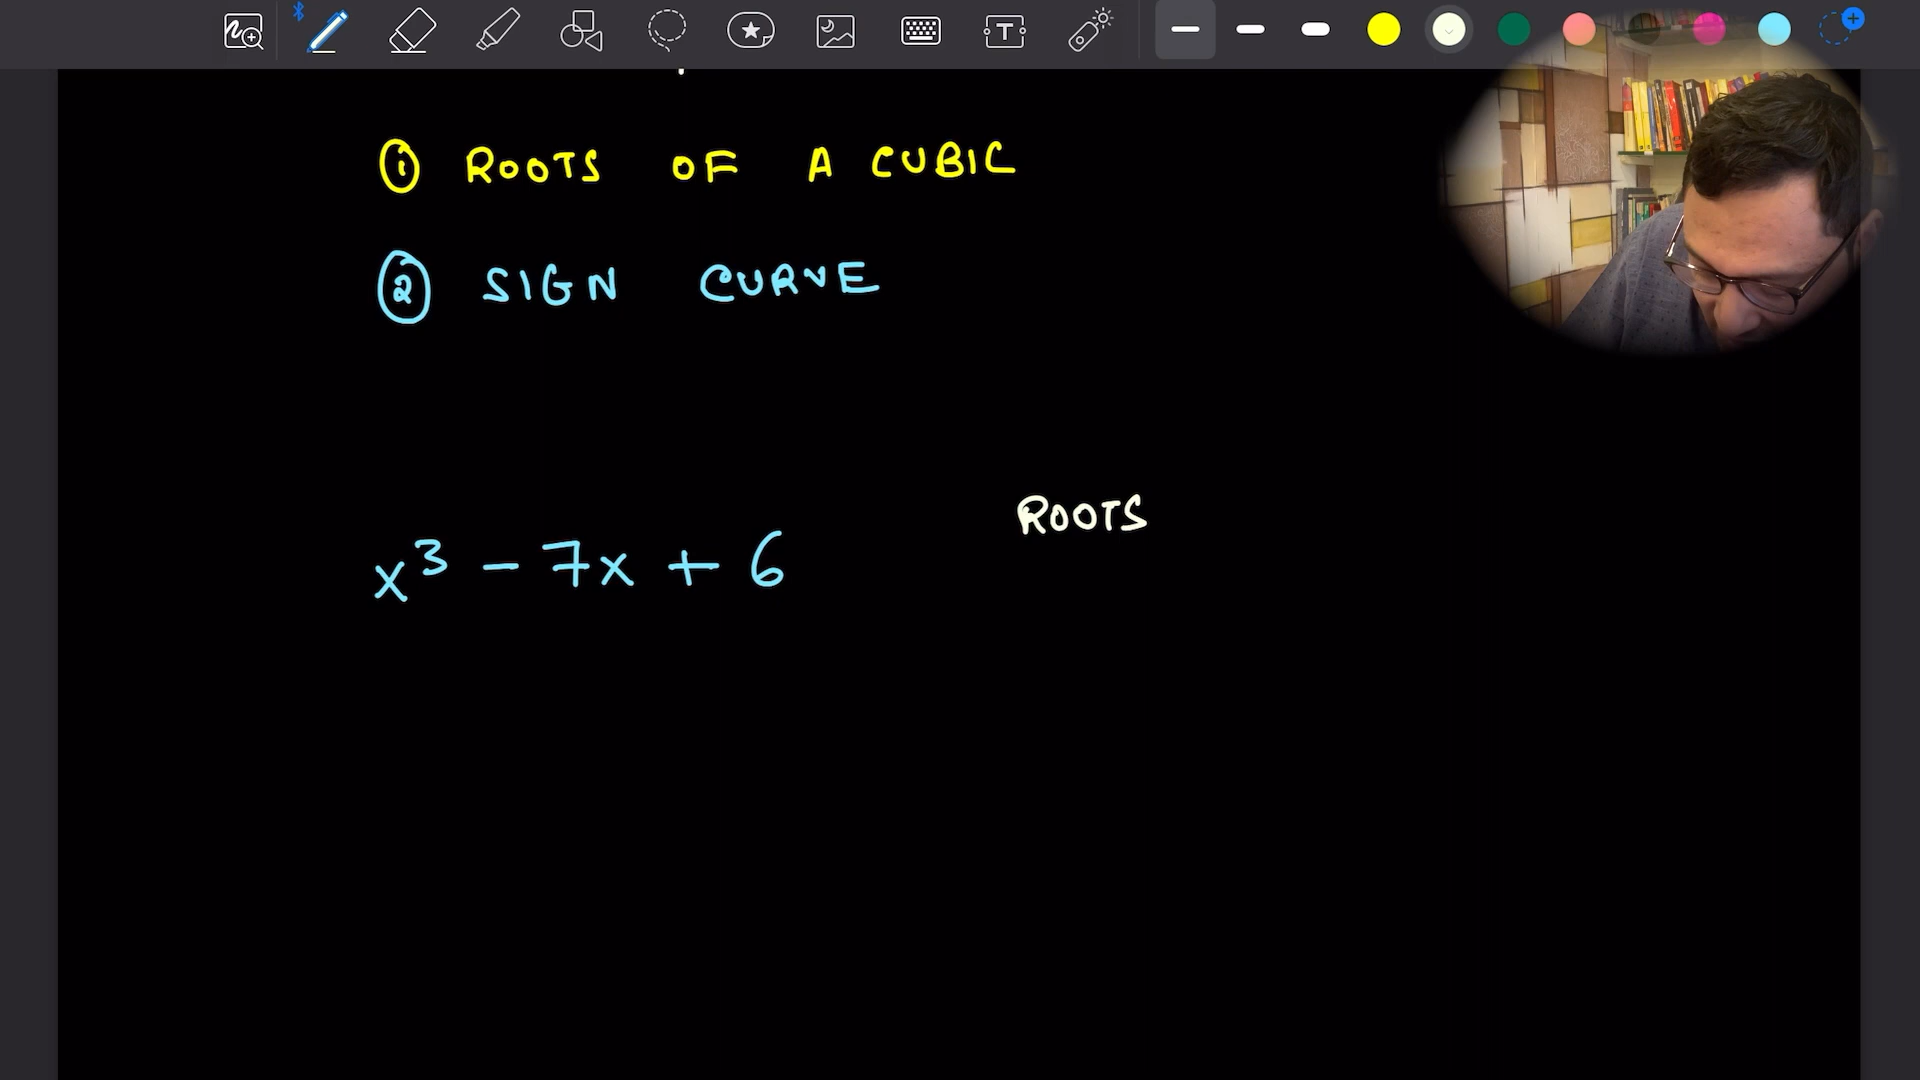 ① ROOTS OF A CUBIC
② SIGN CURVE
ROOTS
x³ - 7x + 6